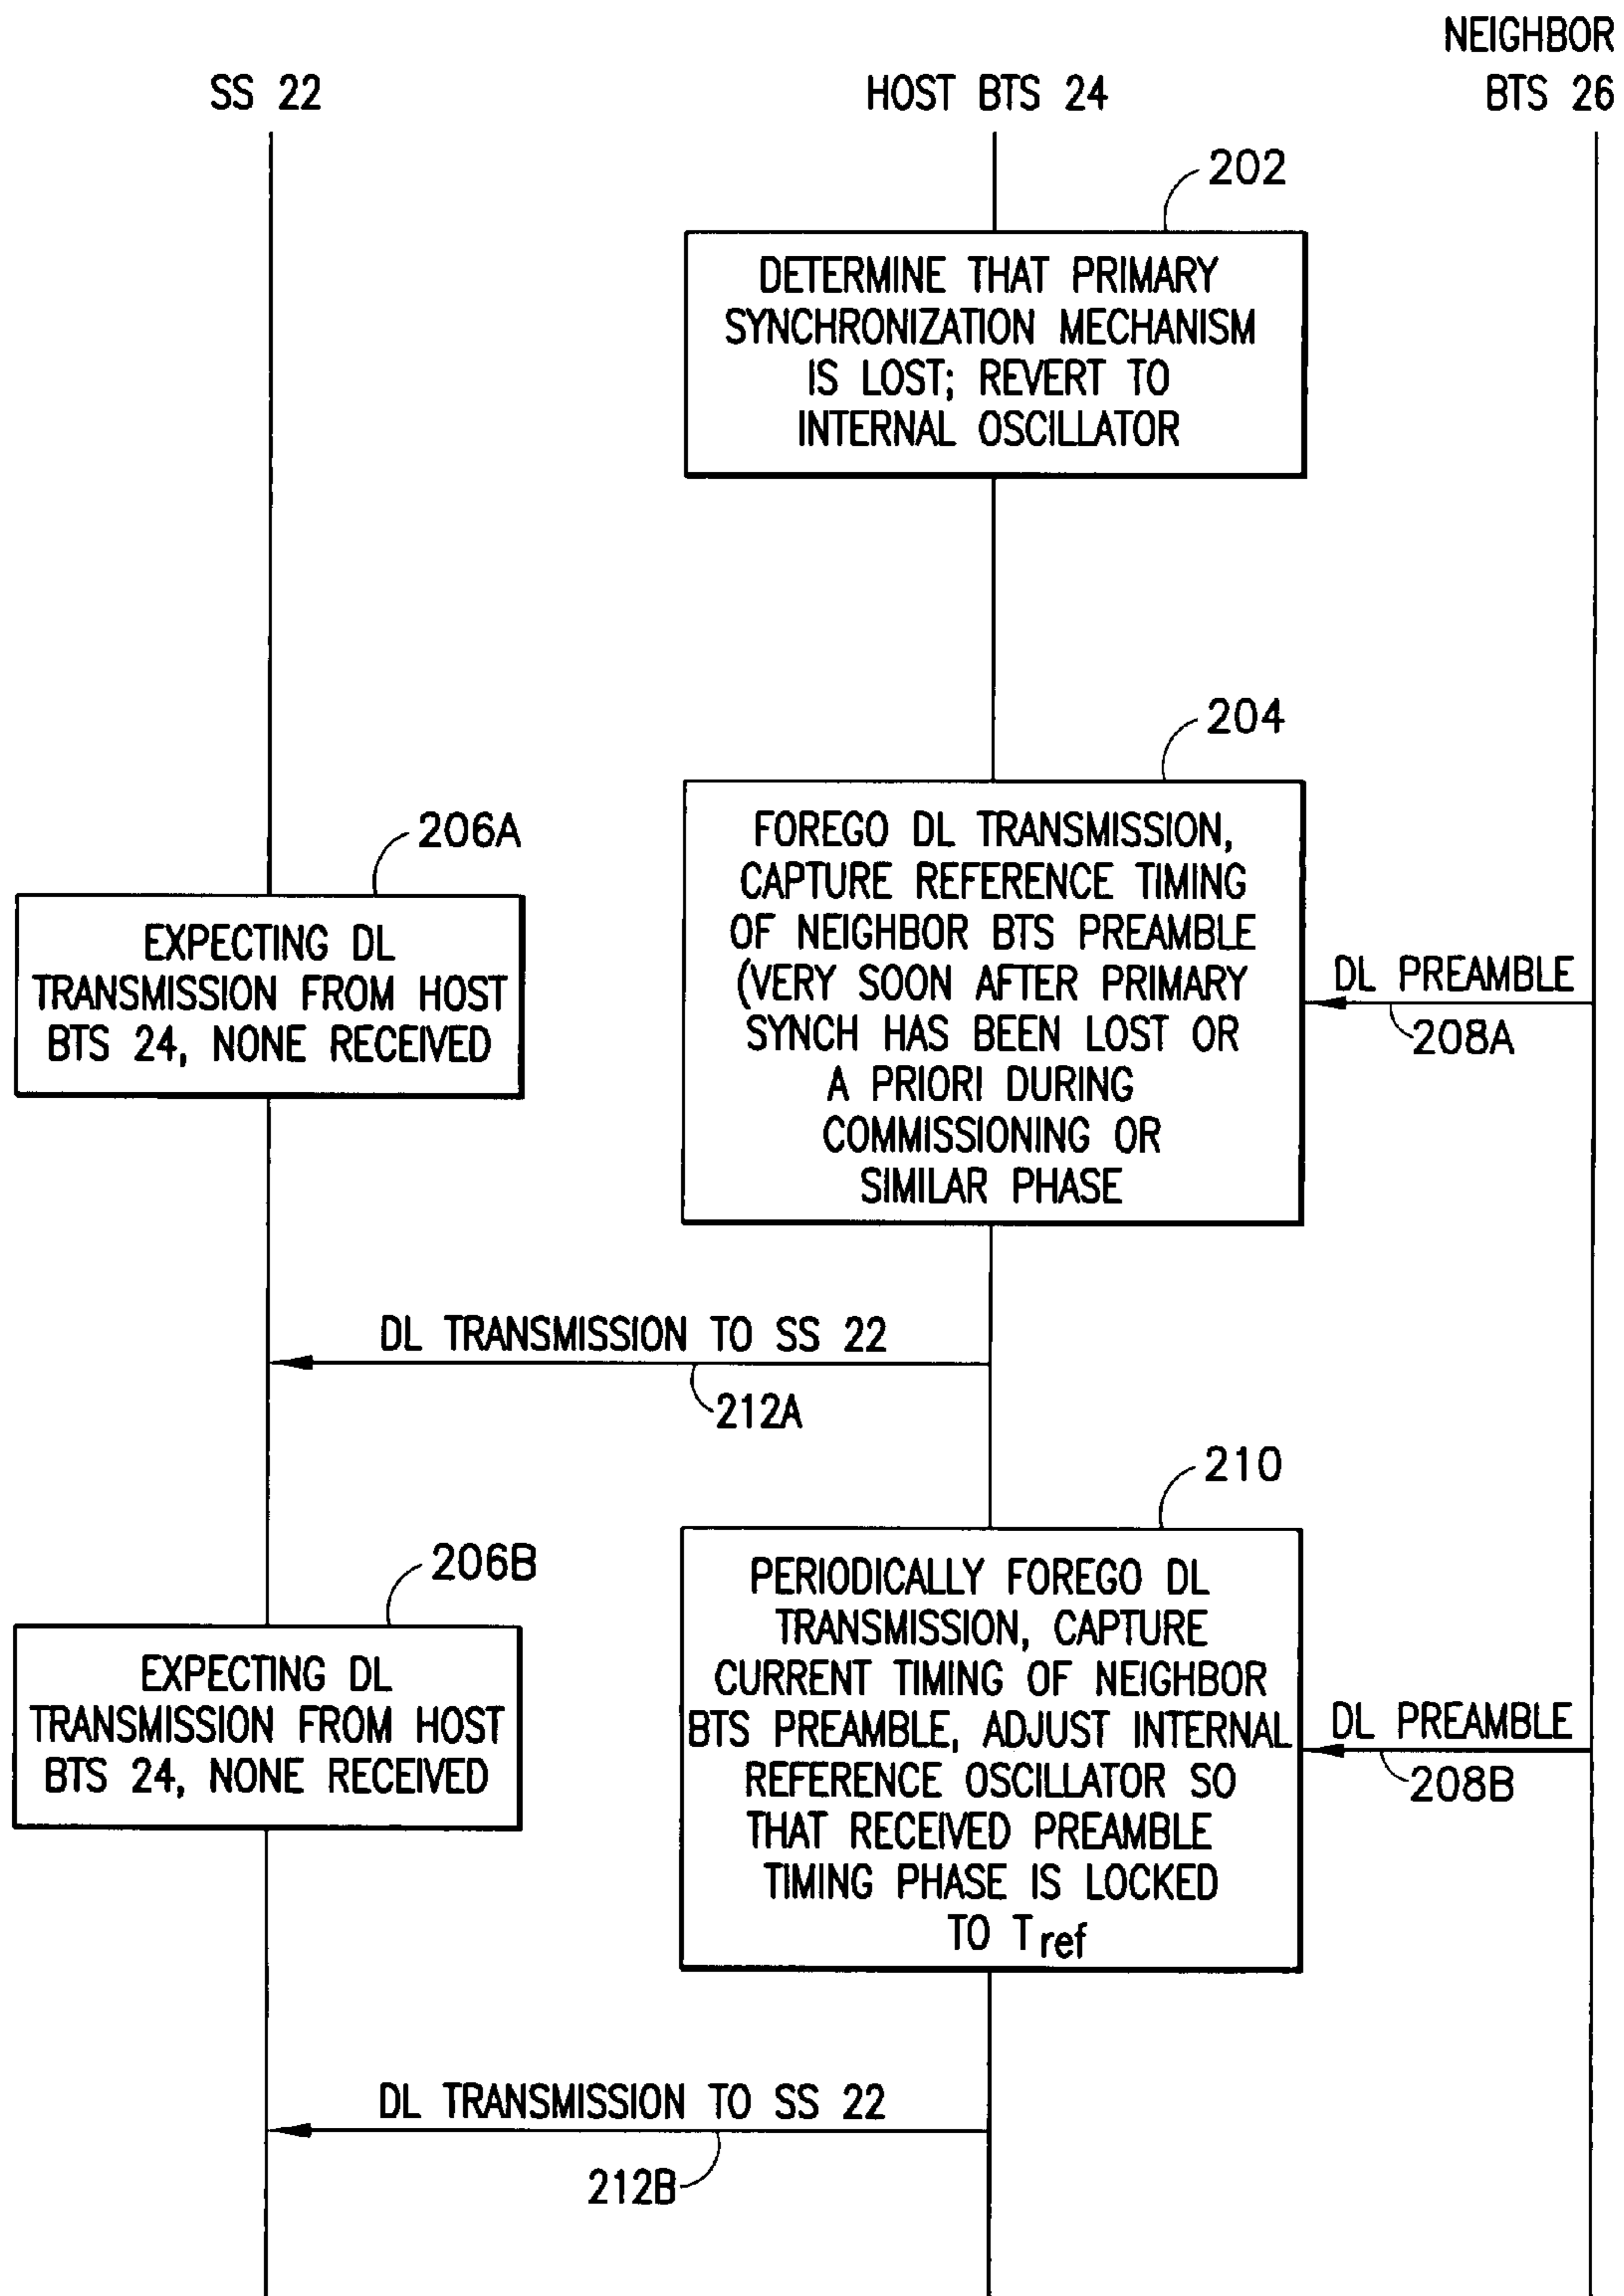 NEIGHBOR
SS 22
HOST BTS 24
BTS 26
202
DETERMINE THAT PRIMARY
SYNCHRONIZATION MECHANISM
IS LOST; REVERT TO
INTERNAL OSCILLATOR
204
FOREGO DL TRANSMISSION,
CAPTURE REFERENCE TIMING
OF NEIGHBOR BTS PREAMBLE
(VERY SOON AFTER PRIMARY
SYNCH HAS BEEN LOST OR
A PRIORI DURING
COMMISSIONING OR
SIMILAR PHASE
206A
EXPECTING DL
TRANSMISSION FROM HOST
BTS 24, NONE RECEIVED
DL PREAMBLE
208A
DL TRANSMISSION TO SS 22
212A
210
PERIODICALLY FOREGO DL
TRANSMISSION, CAPTURE
CURRENT TIMING OF NEIGHBOR
BTS PREAMBLE, ADJUST INTERNAL
REFERENCE OSCILLATOR SO
THAT RECEIVED PREAMBLE
TIMING PHASE IS LOCKED
TO Tref
206B
EXPECTING DL
TRANSMISSION FROM HOST
BTS 24, NONE RECEIVED
DL PREAMBLE
208B
DL TRANSMISSION TO SS 22
212B